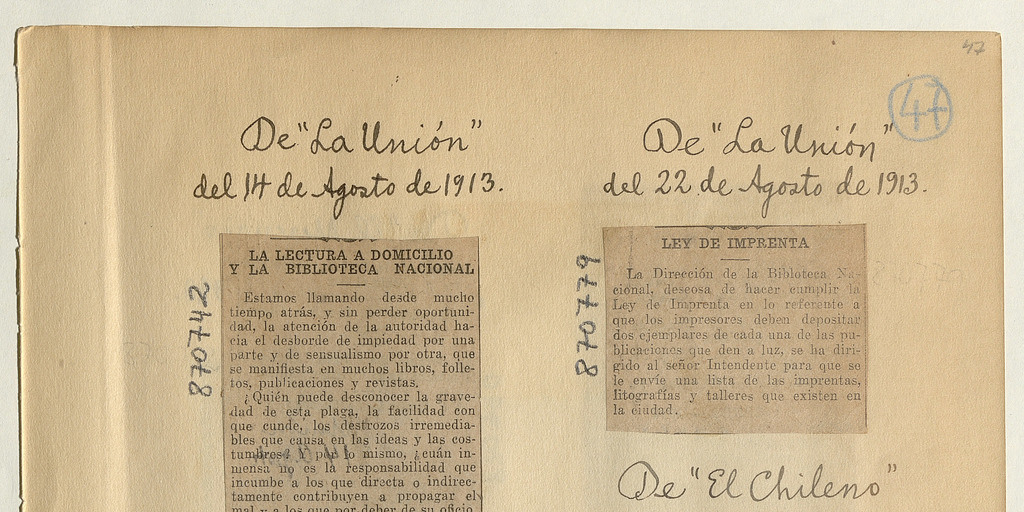 47
47
De "La Unión"
del 14 de Agosto de 1913.
870742
LA LECTURA A DOMICILIO
Y LA BIBLIOTECA NACIONAL
Estamos llamando desde mucho
tiempo atrás, y sin perder oportuni-
dad, la atención de la autoridad ha-
cia el desborde de impiedad por una
parte y de sensualismo por otra, que
se manifiesta en muchos libros, folle-
tos, publicaciones y revistas.
¿Quién puede desconocer la grave-
dad de esta plaga, la facilidad con
que cunde, los destrozos irremedia-
bles que causa en las ideas y las cos-
tumbres? Y por lo mismo, ¿cuán in-
mensa no es la responsabilidad que
incumbe a los que directa o indirec-
tamente contribuyen a propagar el
mal y a los que por deber de su oficio
De "La Unión"
del 22 de Agosto de 1913.
870779
LEY DE IMPRENTA
La Dirección de la Bibloteca Na-
cional, deseosa de hacer cumplir la
Ley de Imprenta en lo referente a
que los impresores deben depositar
dos ejemplares de cada una de las pu-
blicaciones que den a luz, se ha diri-
gido al señor Intendente para que se
le envíe una lista de las imprentas,
litografías y talleres que existen en
la ciudad.
De "El Chileno"